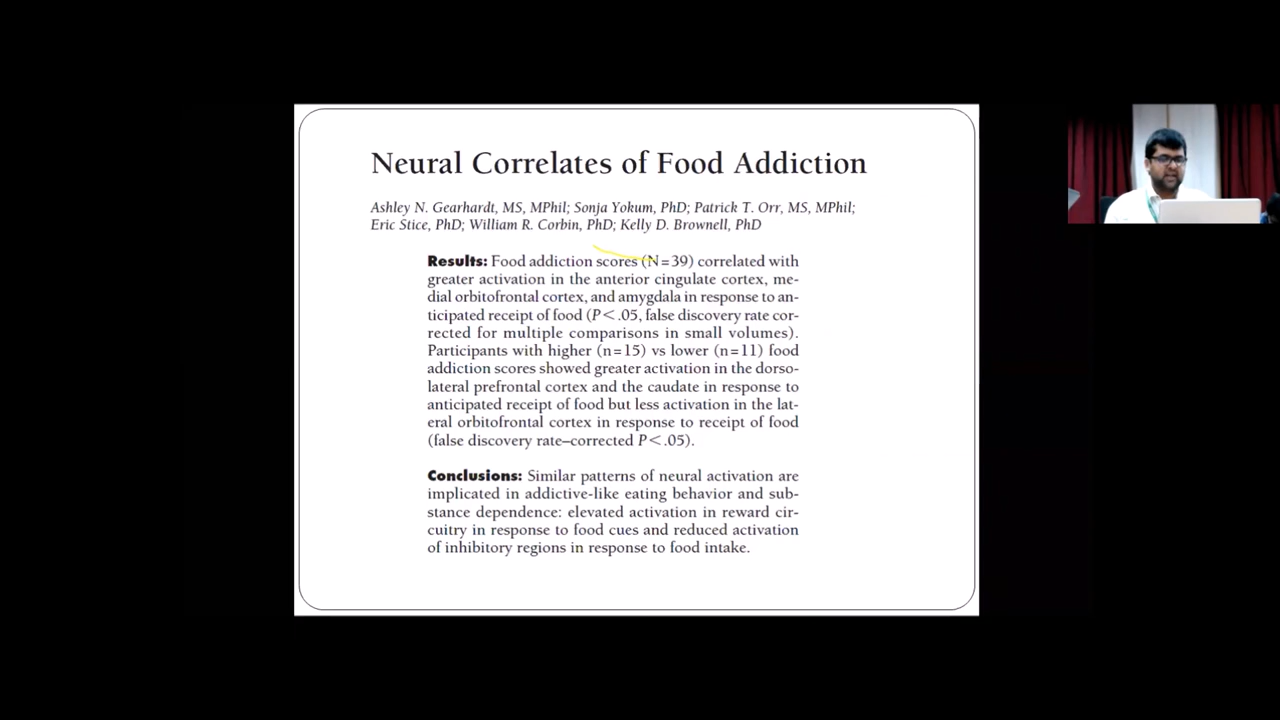 Neural Correlates of Food Addiction
Ashley N. Gearhardt, MS, MPhil; Sonja Yokum, PhD; Patrick T. Orr, MS, MPhil;
Eric Stice, PhD; William R. Corbin, PhD; Kelly D. Brownell, PhD
Results: Food addiction scores (N=39) correlated with
greater activation in the anterior cingulate cortex, me-
dial orbitofrontal cortex, and amygdala in response to an-
ticipated receipt of food (P<.05, false discovery rate cor-
rected for multiple comparisons in small volumes).
Participants with higher (n=15) vs lower (n=11) food
addiction scores showed greater activation in the dorso-
lateral prefrontal cortex and the caudate in response to
anticipated receipt of food but less activation in the lat-
eral orbitofrontal cortex in response to receipt of food
(false discovery rate–corrected P<.05).
Conclusions: Similar patterns of neural activation are
implicated in addictive-like eating behavior and sub-
stance dependence: elevated activation in reward cir-
cuitry in response to food cues and reduced activation
of inhibitory regions in response to food intake.